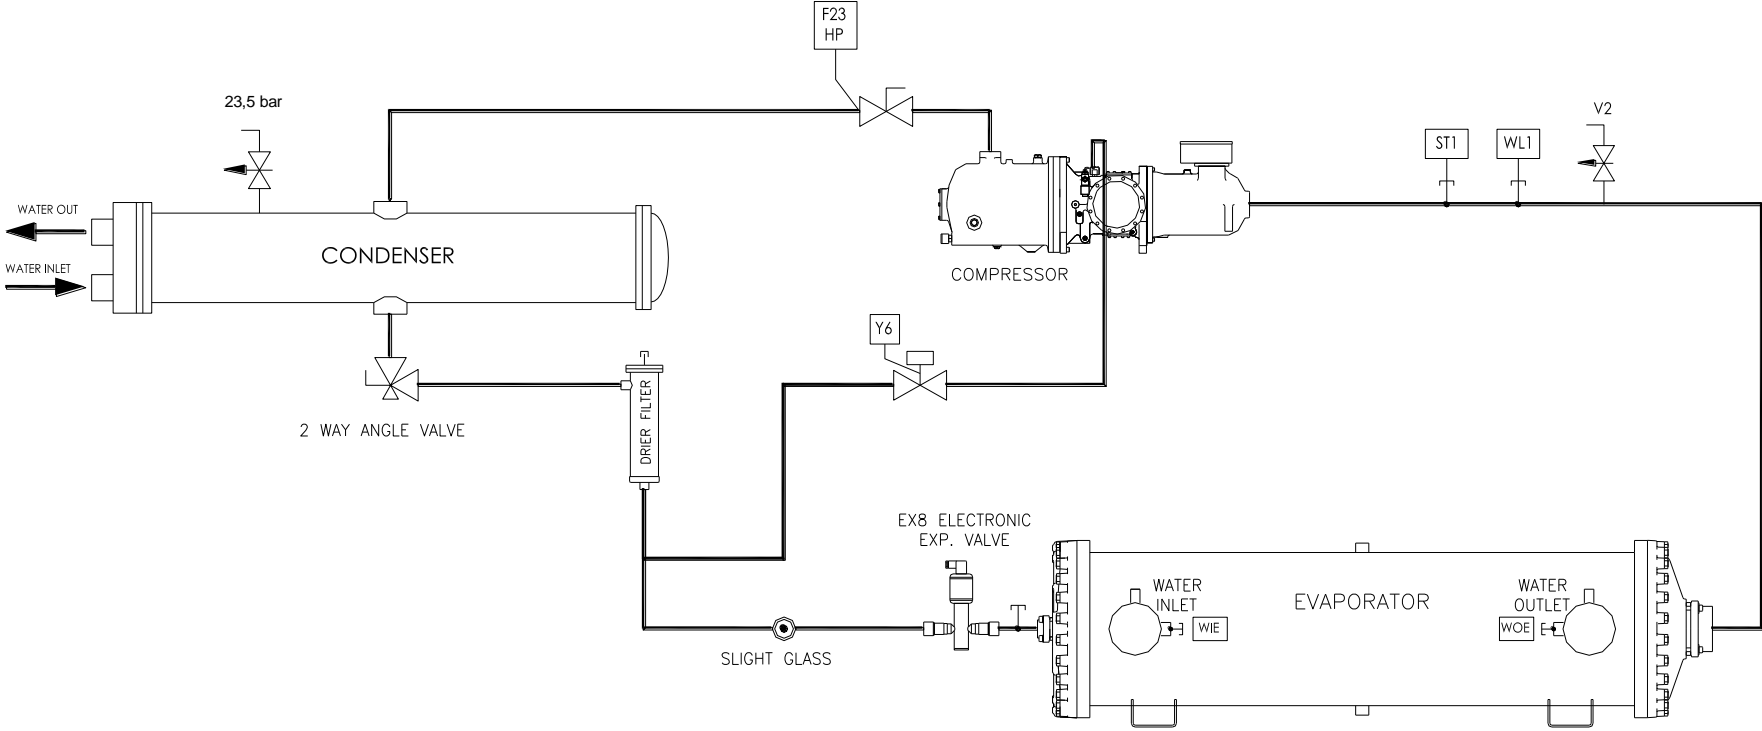 F23
HP
23,5 bar
V2
ST1
WL1
WATER OUT
CONDENSER
WATER INLET
COMPRESSOR
Y6
2 WAY ANGLE VALVE
DRIER FILTER
EX8 ELECTRONIC
EXP. VALVE
WATER
INLET
EVAPORATOR
WATER
OUTLET
WIE
WOE
SLIGHT GLASS